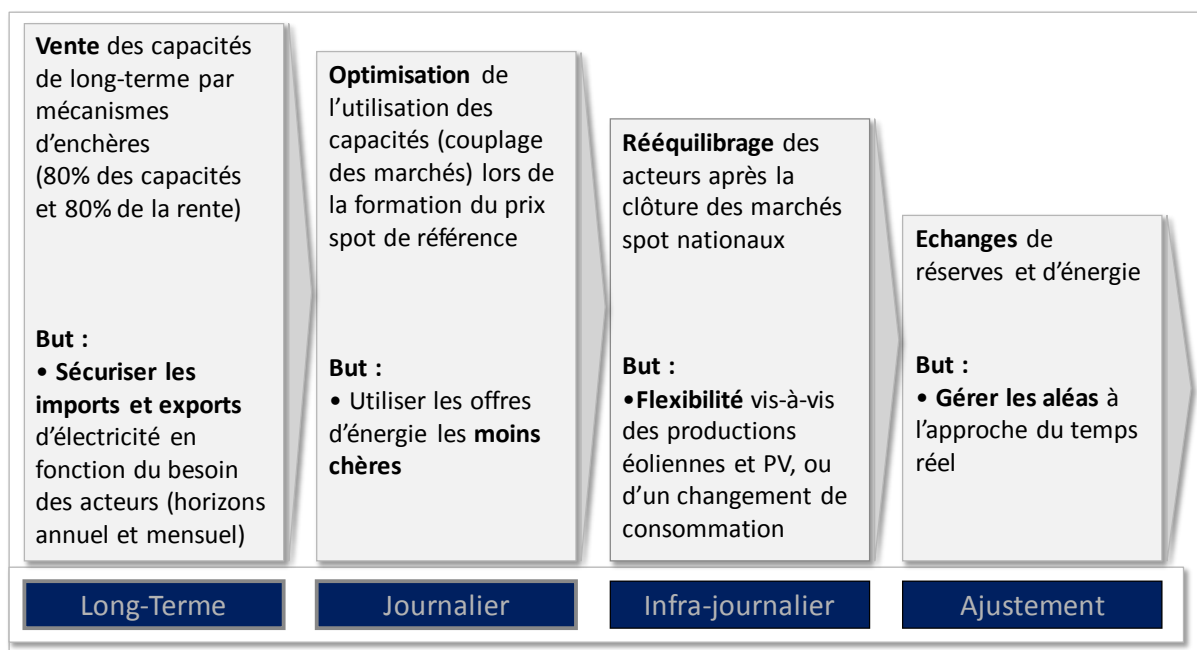 Vente des capacités
de long-terme par
mécanismes
d’enchères
(80% des capacités
et 80% de la rente)
But :
• Sécuriser les
imports et exports
d’électricité en
fonction du besoin
des acteurs (horizons
annuel et mensuel)
Optimisation de
l’utilisation des
capacités (couplage
des marchés) lors de
la formation du prix
spot de référence
But :
• Utiliser les offres
d’énergie les moins
chères
Rééquilibrage des
acteurs après la
clôture des marchés
spot nationaux
But :
•Flexibilité vis-à-vis
des productions
éoliennes et PV, ou
d’un changement de
consommation
Echanges de
réserves et d’énergie
But :
• Gérer les aléas à
l’approche du temps
réel
Long-Terme
Journalier
Infra-journalier
Ajustement